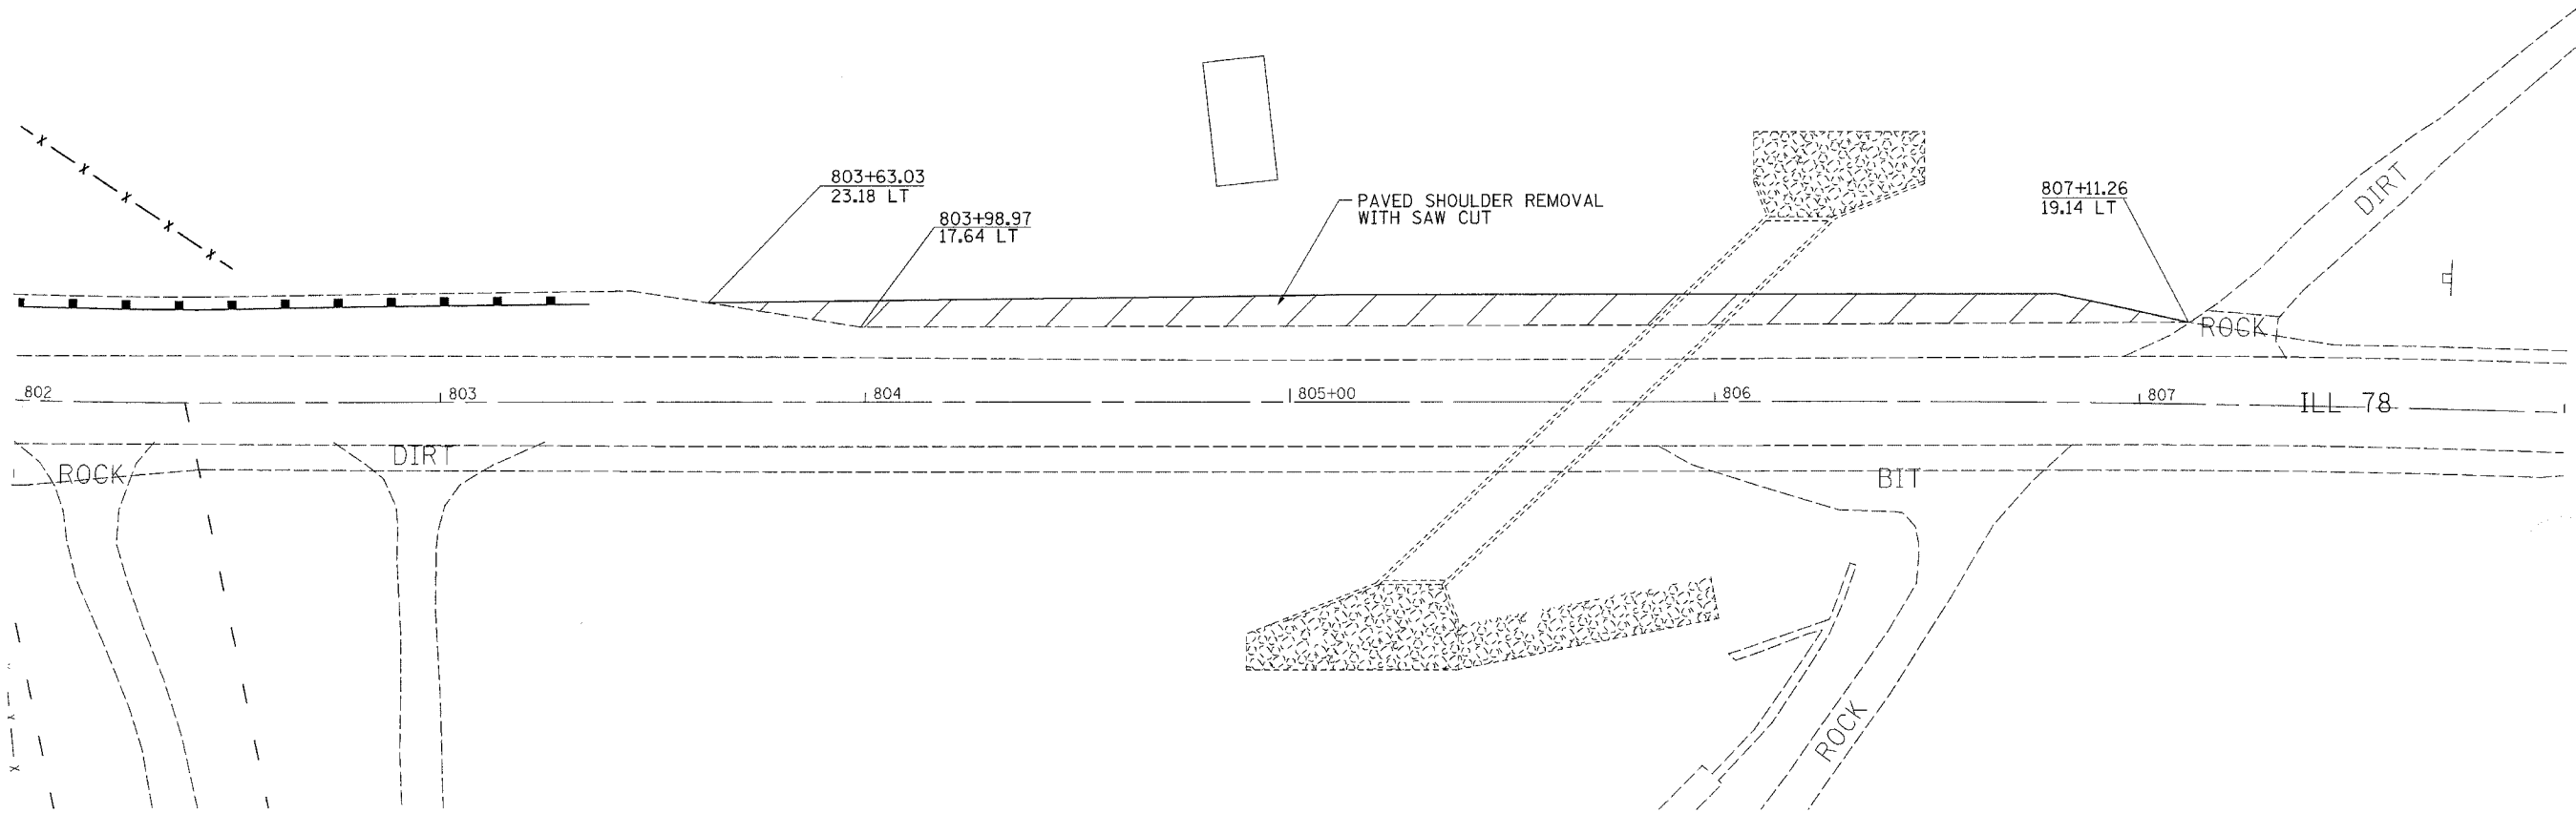 803+63.03
23.18 LT
803+98.97
17.64 LT
PAVED SHOULDER REMOVAL
WITH SAW CUT
807+11.26
19.14 LT
DIRT
ROCK
802
803
804
805+00
806
807
ILL 78
ROCK
DIRT
BIT
ROCK